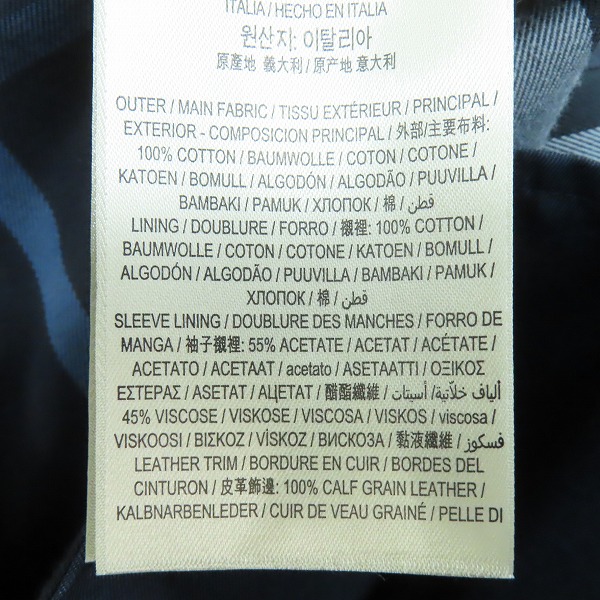 ITALIA / HECHO EN ITALIA
원산지: 이탈리아
原產地 義大利 / 原产地 意大利
OUTER / MAIN FABRIC / TISSU EXTÉRIEUR / PRINCIPAL /
EXTERIOR - COMPOSICION PRINCIPAL / 外部/主要布料:
100% COTTON / BAUMWOLLE / COTON / COTONE /
KATOEN / BOMULL / ALGODÓN / ALGODÃO / PUUVILLA /
BAMBAKI / PAMUK / ХЛОПОК / 棉 / قطن
LINING / DOUBLURE / FORRO / 襯裡: 100% COTTON /
BAUMWOLLE / COTON / COTONE / KATOEN / BOMULL /
ALGODÓN / ALGODÃO / PUUVILLA / BAMBAKI / PAMUK /
ХЛОПОК / 棉 / قطن
SLEEVE LINING / DOUBLURE DES MANCHES / FORRO DE
MANGA / 袖子襯裡: 55% ACETATE / ACETAT / ACÉTATE /
ACETATO / ACETAAT / acetato / ASETAATTI / ΟΞΙΚΟΣ
ΕΣΤΕΡΑΣ / ASETAT / АЦЕТАТ / 醋酯纖維 / ألياف خلّاتية/ أسيتات
45% VISCOSE / VISKOSE / VISCOSA / VISKOS / viscosa /
VISKOOSI / ΒΙΣΚΟΖ / VİSKOZ / ВИСКОЗА / 黏液纖維 / فسكوز
LEATHER TRIM / BORDURE EN CUIR / BORDES DEL
CINTURON / 皮革飾邊: 100% CALF GRAIN LEATHER /
KALBNARBENLEDER / CUIR DE VEAU GRAINÉ / PELLE DI